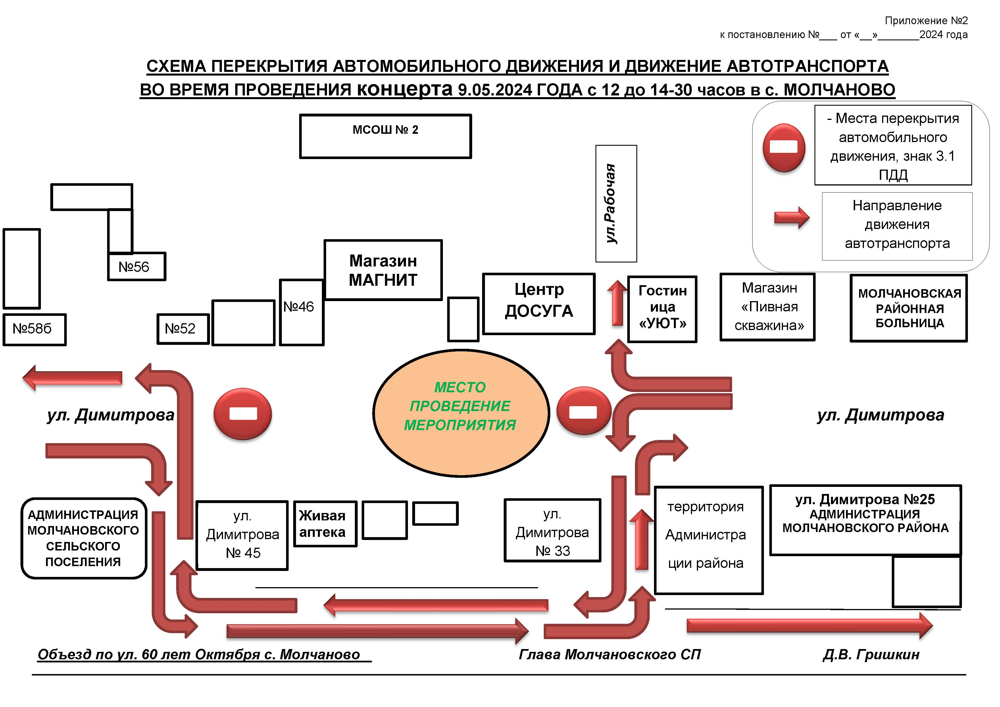 Приложение №2
к постановлению №___ от «__»_______2024 года
СХЕМА ПЕРЕКРЫТИЯ АВТОМОБИЛЬНОГО ДВИЖЕНИЯ И ДВИЖЕНИЕ АВТОТРАНСПОРТА
ВО ВРЕМЯ ПРОВЕДЕНИЯ концерта 9.05.2024 ГОДА с 12 до 14-30 часов в с. МОЛЧАНОВО
- Места перекрытия
автомобильного
движения, знак 3.1
ПДД
Направление
движения
автотранспорта
МСОШ № 2
ул.Рабочая
№56
№58б
№52
№46
Магазин
МАГНИТ
Центр
ДОСУГА
Гостин
ица
«УЮТ»
Магазин
«Пивная
скважина»
МОЛЧАНОВСКАЯ
РАЙОННАЯ
БОЛЬНИЦА
МЕСТО
ПРОВЕДЕНИЕ
МЕРОПРИЯТИЯ
ул. Димитрова
ул. Димитрова
АДМИНИСТРАЦИЯ
МОЛЧАНОВСКОГО
СЕЛЬСКОГО
ПОСЕЛЕНИЯ
ул.
Димитрова
№ 45
Живая
аптека
ул.
Димитрова
№ 33
территория
Администра
ции района
ул. Димитрова №25
АДМИНИСТРАЦИЯ
МОЛЧАНОВСКОГО РАЙОНА
Объезд по ул. 60 лет Октября с. Молчаново
Глава Молчановского СП
Д.В. Гришкин